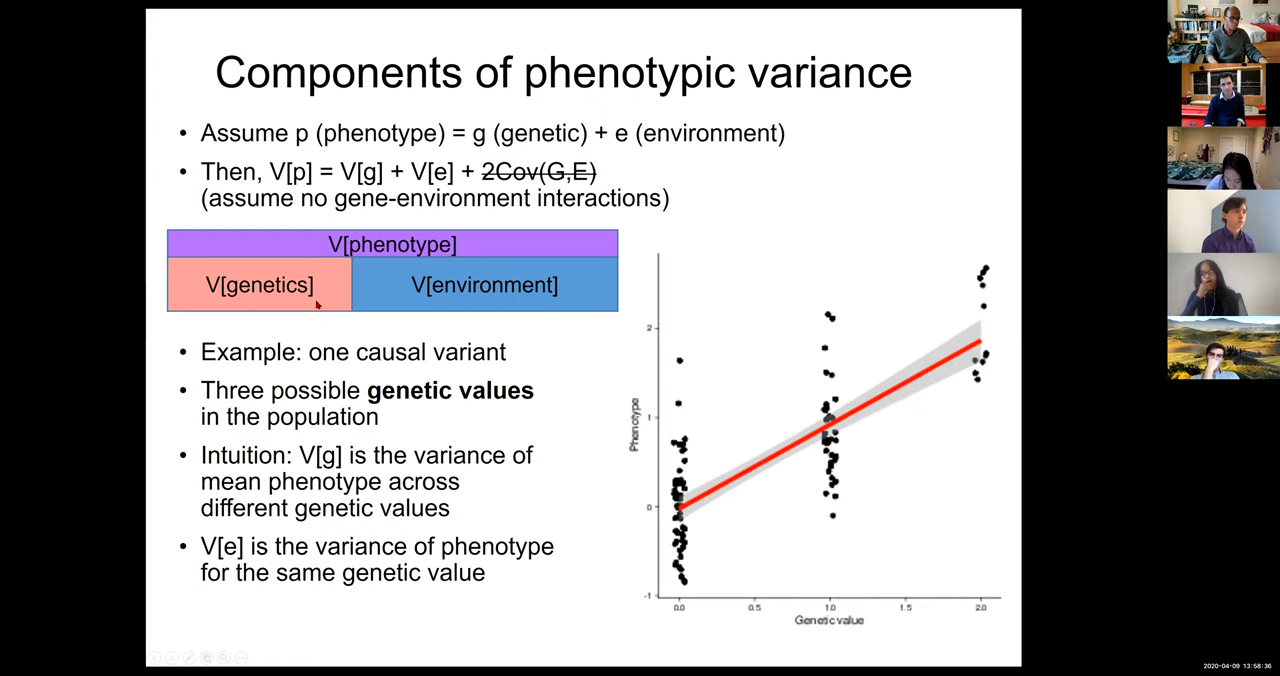 Components of phenotypic variance
• Assume p (phenotype) = g (genetic) + e (environment)
• Then, V[p] = V[g] + V[e] + 2Cov(G,E)
(assume no gene-environment interactions)
V[phenotype]
V[genetics]
V[environment]
• Example: one causal variant
• Three possible genetic values
in the population
• Intuition: V[g] is the variance of
mean phenotype across
different genetic values
• V[e] is the variance of phenotype
for the same genetic value
Phenotype
2
1
0
-1
0.0
0.5
1.0
1.5
2.0
Genetic value
2020-04-09 13:58:36